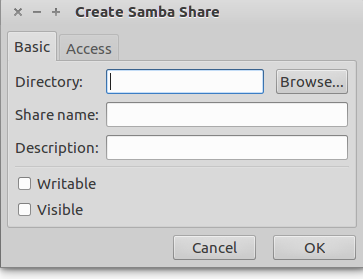 Create Samba Share
Basic Access
Directory: Browse...
Share name:
Description:
Writable
Visible
Cancel OK